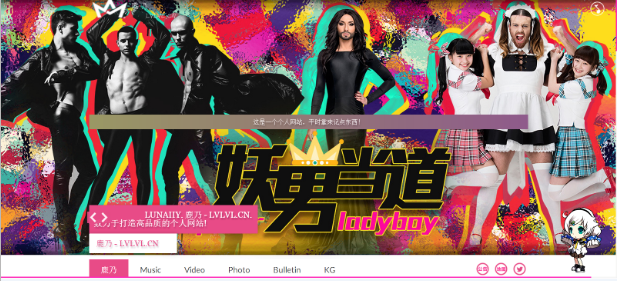 这是一个个人网站，平时拿来记点东西！
妖男当道
ladyboy
LUNAIIY. 鹿乃 - LVLVL.CN.
致力于打造高品质的个人网站!
鹿乃 - LVLVL.CN
鹿乃 Music Video Photo Bulletin KG